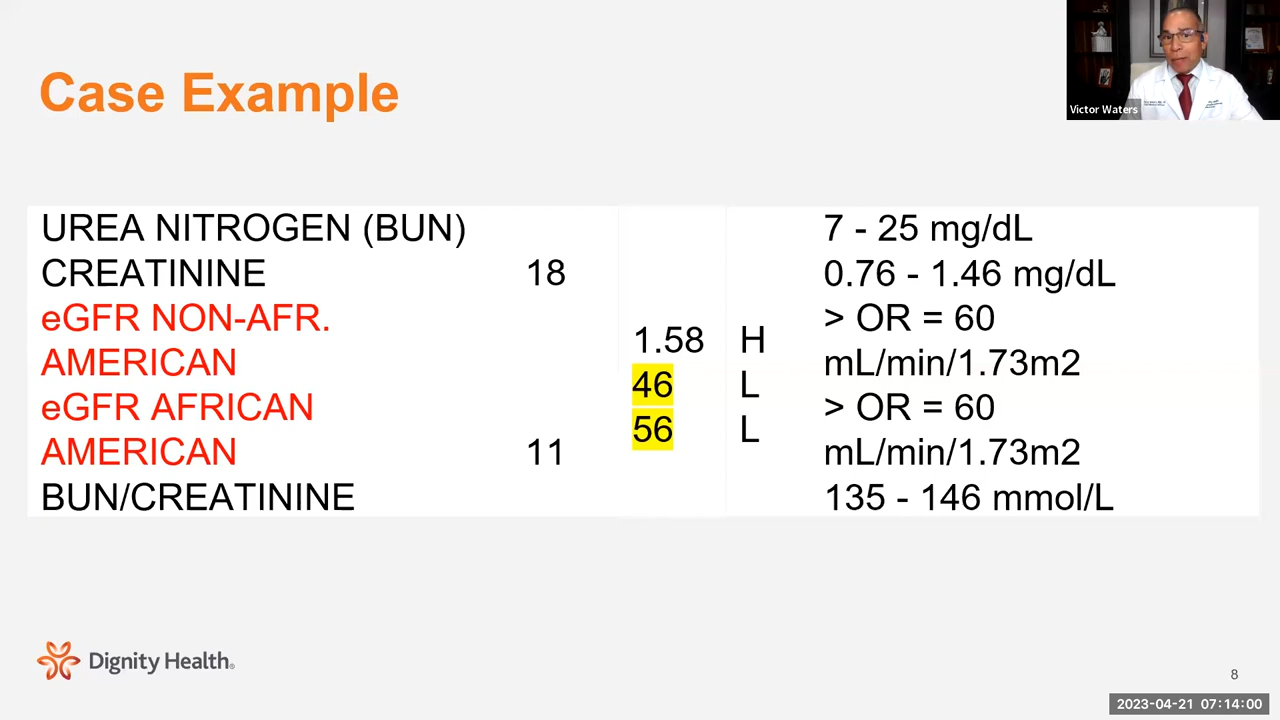 Case Example
Victor Waters
UREA NITROGEN (BUN) 7 - 25 mg/dL
CREATININE 18 0.76 - 1.46 mg/dL
eGFR NON-AFR. > OR = 60
1.58 H
AMERICAN mL/min/1.73m2
46 L
eGFR AFRICAN > OR = 60
56 L
AMERICAN 11 mL/min/1.73m2
BUN/CREATININE 135 - 146 mmol/L
Dignity Health®
8
2023-04-21 07:14:00